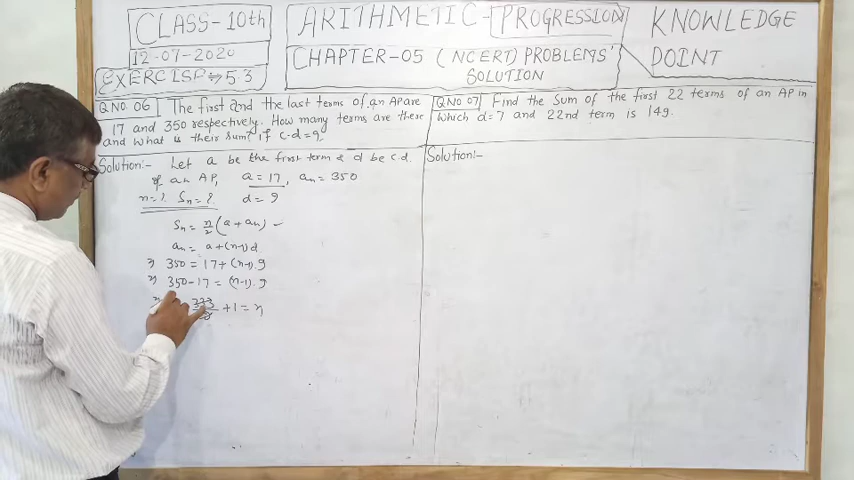 CLASS-10th
12-07-2020
EXERCISE⇒5.3
ARITHMETIC-PROGRESSION
CHAPTER-05 (NCERT) PROBLEMS'
SOLUTION
KNOWLEDGE
POINT
Q NO 06 The first and the last terms of an AP are
17 and 350 respectively. How many terms are there
and what is their sum if c.d=9.
Solution:- Let a be the first term & d be c.d.
of an AP, a = 17, an = 350
n=?. Sn=?. d = 9
Sn = n/2 (a + an)
an = a+(n-1)d
⇒ 350 = 17+(n-1).9
⇒ 350-17 = (n-1).9
333
+1 = n
Q NO 07 Find the sum of the first 22 terms of an AP in
which d=7 and 22nd term is 149.
Solution:-